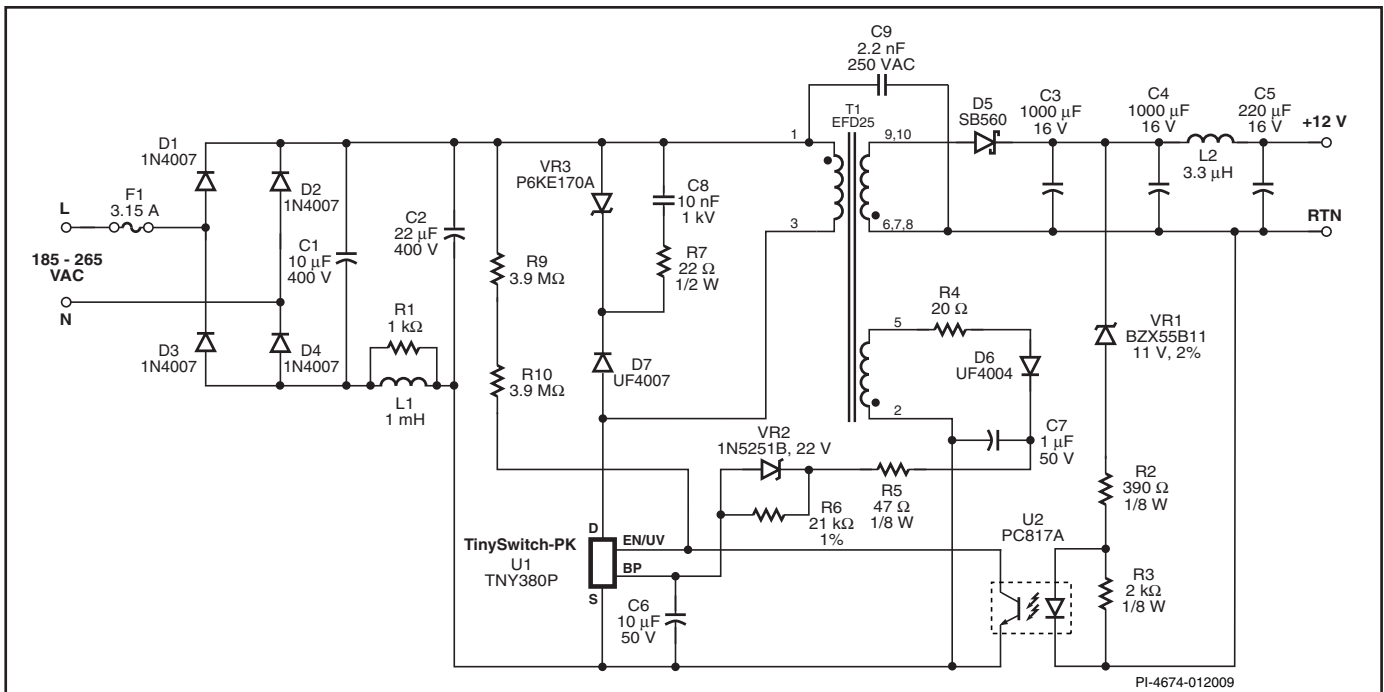 C9
2.2 nF
250 VAC
D5
SB560
C3
1000 μF
16 V
C4
1000 μF
16 V
C5
220 μF
16 V
+12 V
T1
EFD25
1
9,10
D1
1N4007
D2
1N4007
VR3
P6KE170A
C8
10 nF
1 kV
L2
3.3 μH
F1
3.15 A
L
C2
22 μF
400 V
3
6,7,8
RTN
185 - 265
VAC
C1
10 μF
400 V
R9
3.9 MΩ
R7
22 Ω
1/2 W
N
R4
20 Ω
5
VR1
BZX55B11
11 V, 2%
R1
1 kΩ
D3
1N4007
D4
1N4007
D7
UF4007
D6
UF4004
R10
3.9 MΩ
L1
1 mH
2
C7
1 μF
50 V
VR2
1N5251B, 22 V
R5
47 Ω
1/8 W
R2
390 Ω
1/8 W
R6
21 kΩ
1%
U2
PC817A
D
TinySwitch-PK
U1
TNY380P
EN/UV
BP
S
R3
2 kΩ
1/8 W
C6
10 μF
50 V
PI-4674-012009